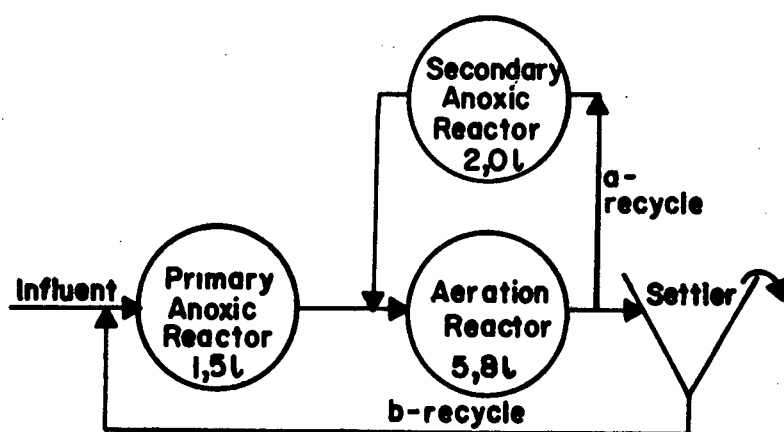 Secondary
Anoxic
Reactor
2,0l
a-
recycle
Influent
Primary
Anoxic
Reactor
1,5l
Aeration
Reactor
5,8l
Settler
b-recycle